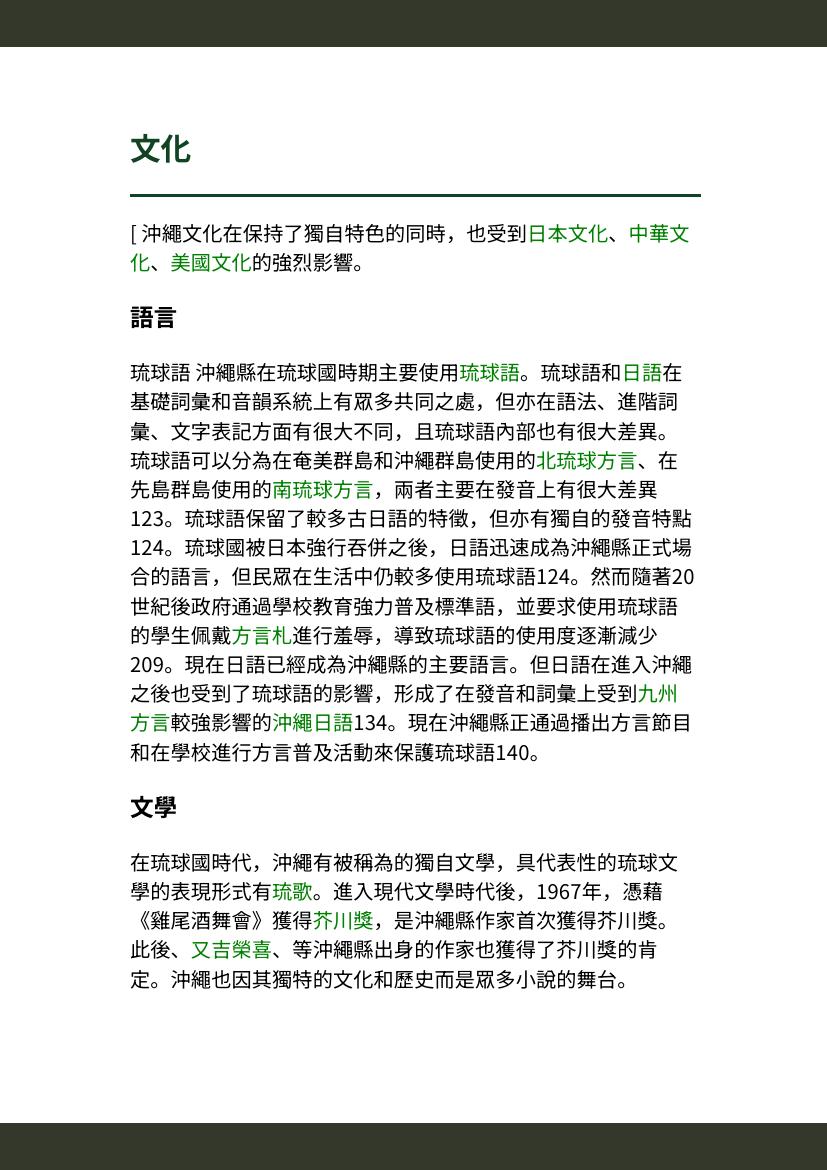 文化
[ 沖繩文化在保持了獨自特色的同時，也受到日本文化、中華文
化、美國文化的強烈影響。
語言
琉球語 沖繩縣在琉球國時期主要使用琉球語。琉球語和日語在
基礎詞彙和音韻系統上有眾多共同之處，但亦在語法、進階詞
彙、文字表記方面有很大不同，且琉球語內部也有很大差異。
琉球語可以分為在奄美群島和沖繩群島使用的北琉球方言、在
先島群島使用的南琉球方言，兩者主要在發音上有很大差異
123。琉球語保留了較多古日語的特徵，但亦有獨自的發音特點
124。琉球國被日本強行吞併之後，日語迅速成為沖繩縣正式場
合的語言，但民眾在生活中仍較多使用琉球語124。然而隨著20
世紀後政府通過學校教育強力普及標準語，並要求使用琉球語
的學生佩戴方言札進行羞辱，導致琉球語的使用度逐漸減少
209。現在日語已經成為沖繩縣的主要語言。但日語在進入沖繩
之後也受到了琉球語的影響，形成了在發音和詞彙上受到九州
方言較強影響的沖繩日語134。現在沖繩縣正通過播出方言節目
和在學校進行方言普及活動來保護琉球語140。
文學
在琉球國時代，沖繩有被稱為的獨自文學，具代表性的琉球文
學的表現形式有琉歌。進入現代文學時代後，1967年，憑藉
《雞尾酒舞會》獲得芥川獎，是沖繩縣作家首次獲得芥川獎。
此後、又吉榮喜、等沖繩縣出身的作家也獲得了芥川獎的肯
定。沖繩也因其獨特的文化和歷史而是眾多小說的舞台。